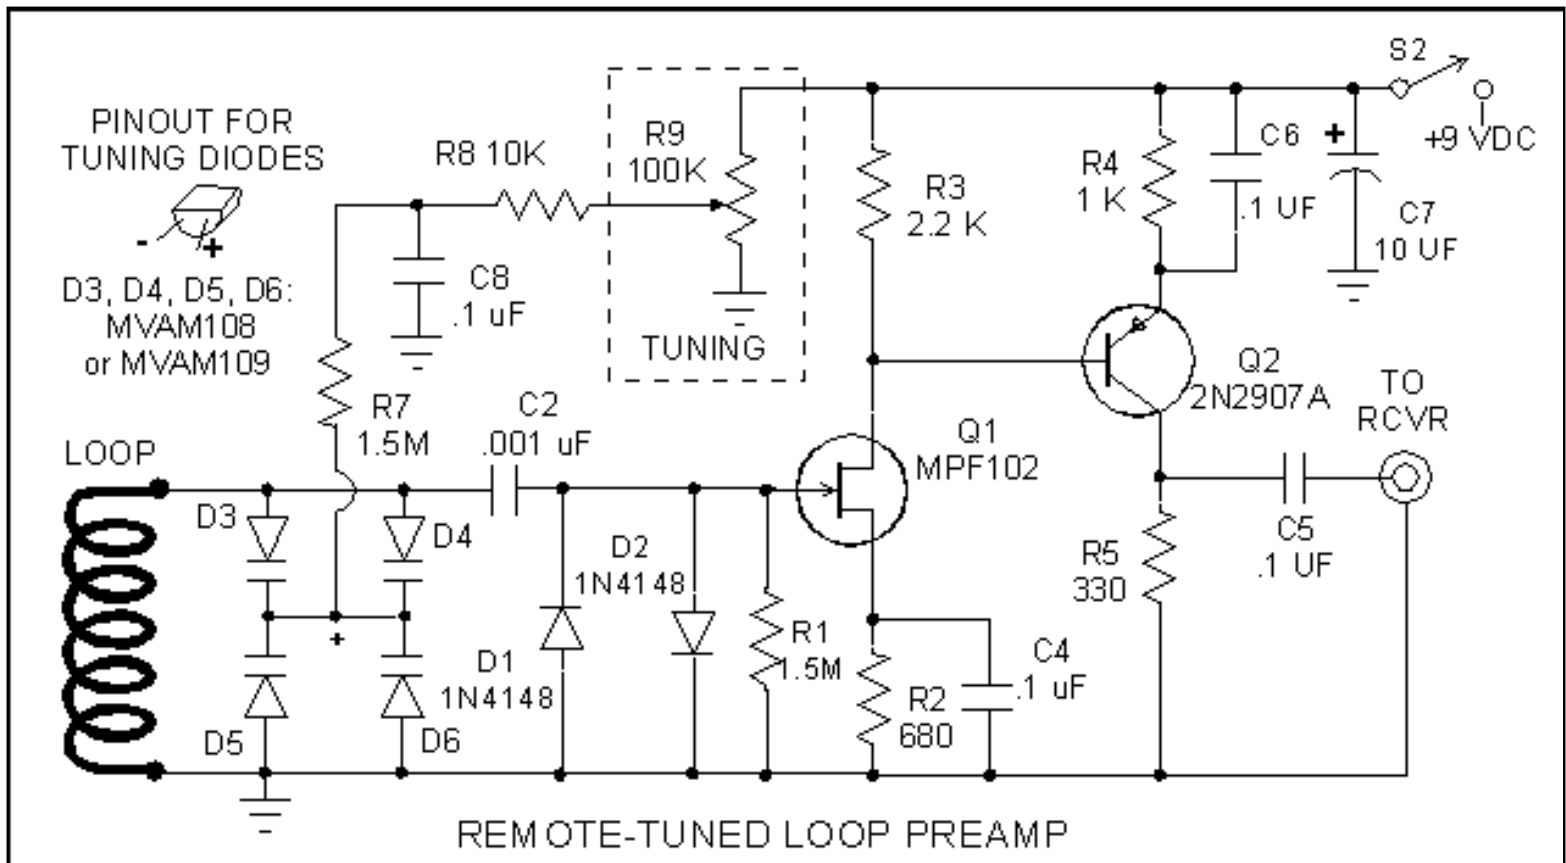 PINOUT FOR
TUNING DIODES
-
+
D3, D4, D5, D6:
MVAM108
or MVAM109
R8 10K
R9
100K
TUNING
C8
.1 uF
R7
1.5M
C2
.001 uF
R3
2.2 K
R4
1 K
C6
.1 UF
+
C7
10 UF
S2
+9 VDC
Q2
2N2907A
TO
RCVR
Q1
MPF102
LOOP
D3
D4
D5
D6
+
D1
1N4148
D2
1N4148
R1
1.5M
R2
680
C4
.1 uF
R5
330
C5
.1 UF
REMOTE-TUNED LOOP PREAMP